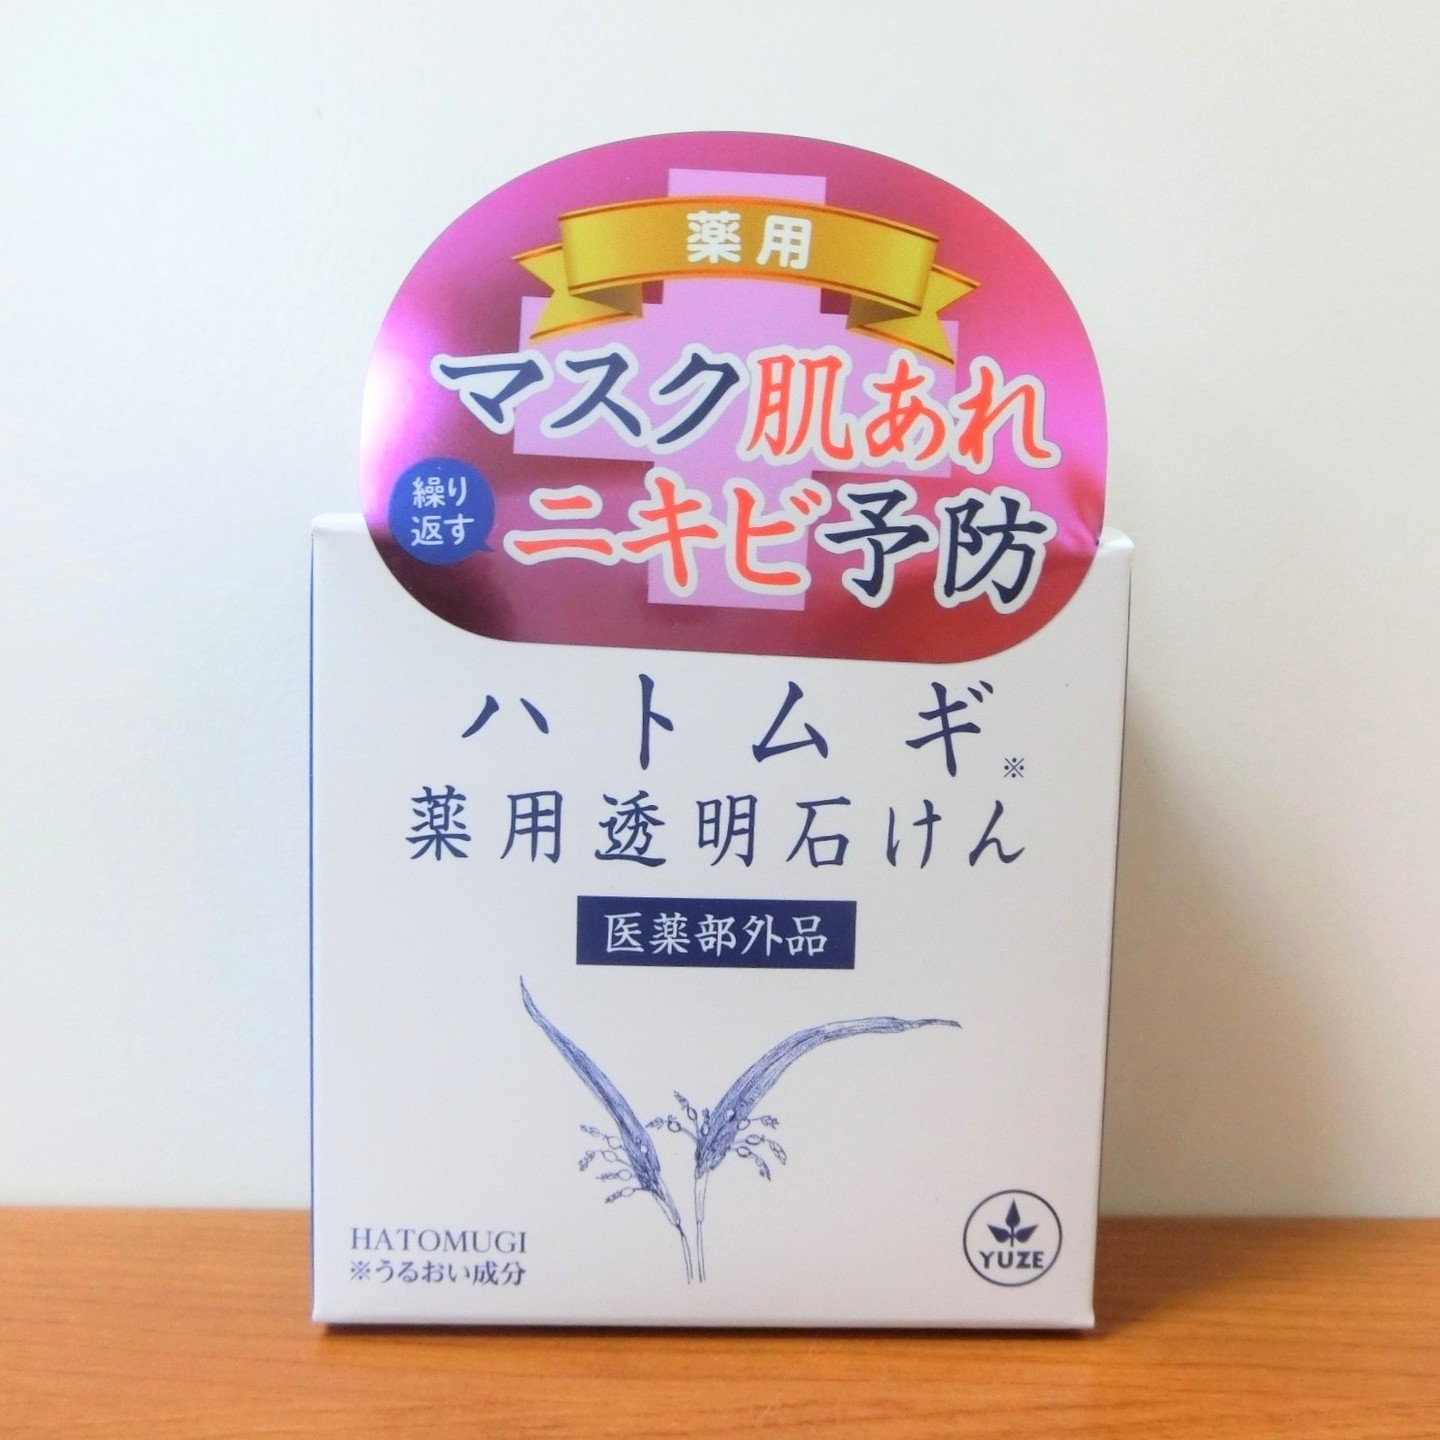 薬用
マスク肌あれ
繰り
返す
ニキビ予防
ハトムギ※
薬用透明石けん
医薬部外品
HATOMUGI
※うるおい成分
YUZE